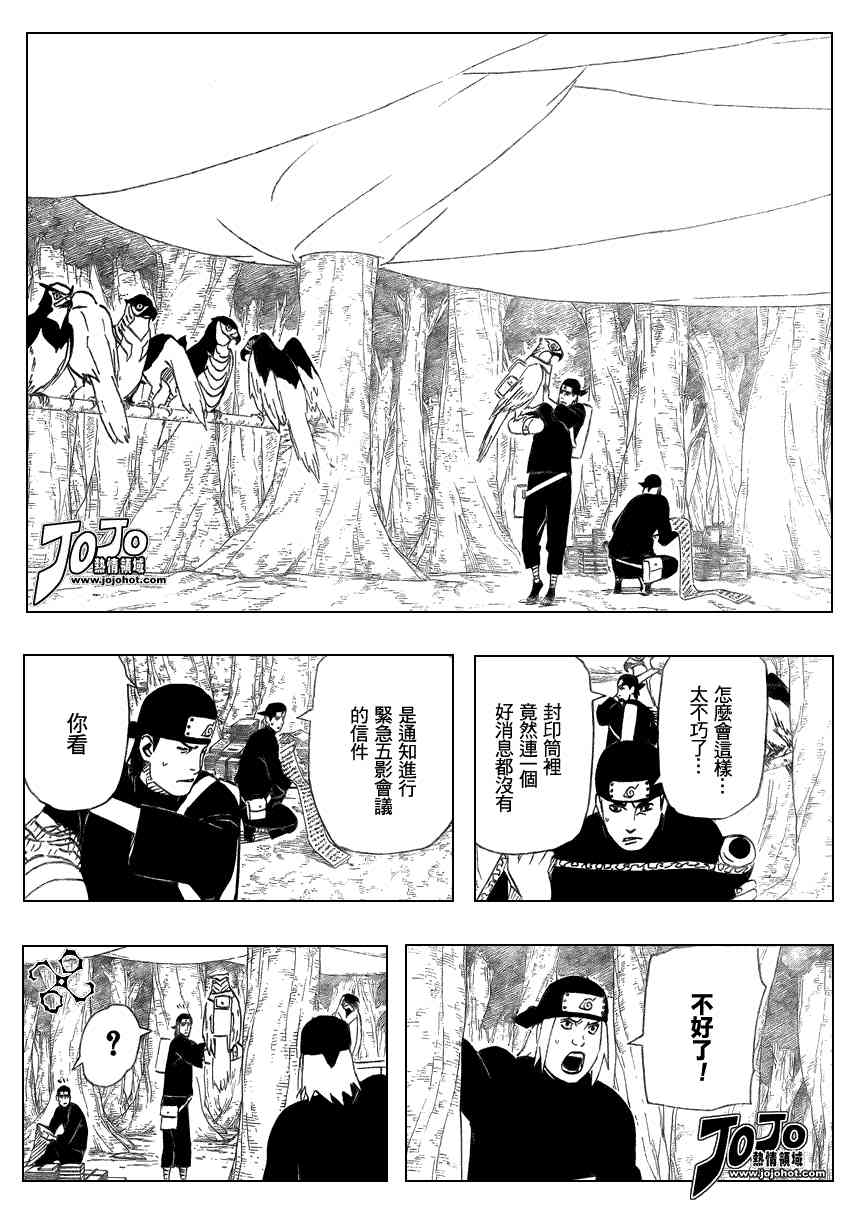 JOJO
熱情領域
www.jojohot.com
怎麼會這樣…
太不巧了…
封印筒裡
竟然連一個
好消息都沒有
是通知進行
緊急五影會議
的信件
你看
不好了！
JOJO
熱情領域
www.jojohot.com
？